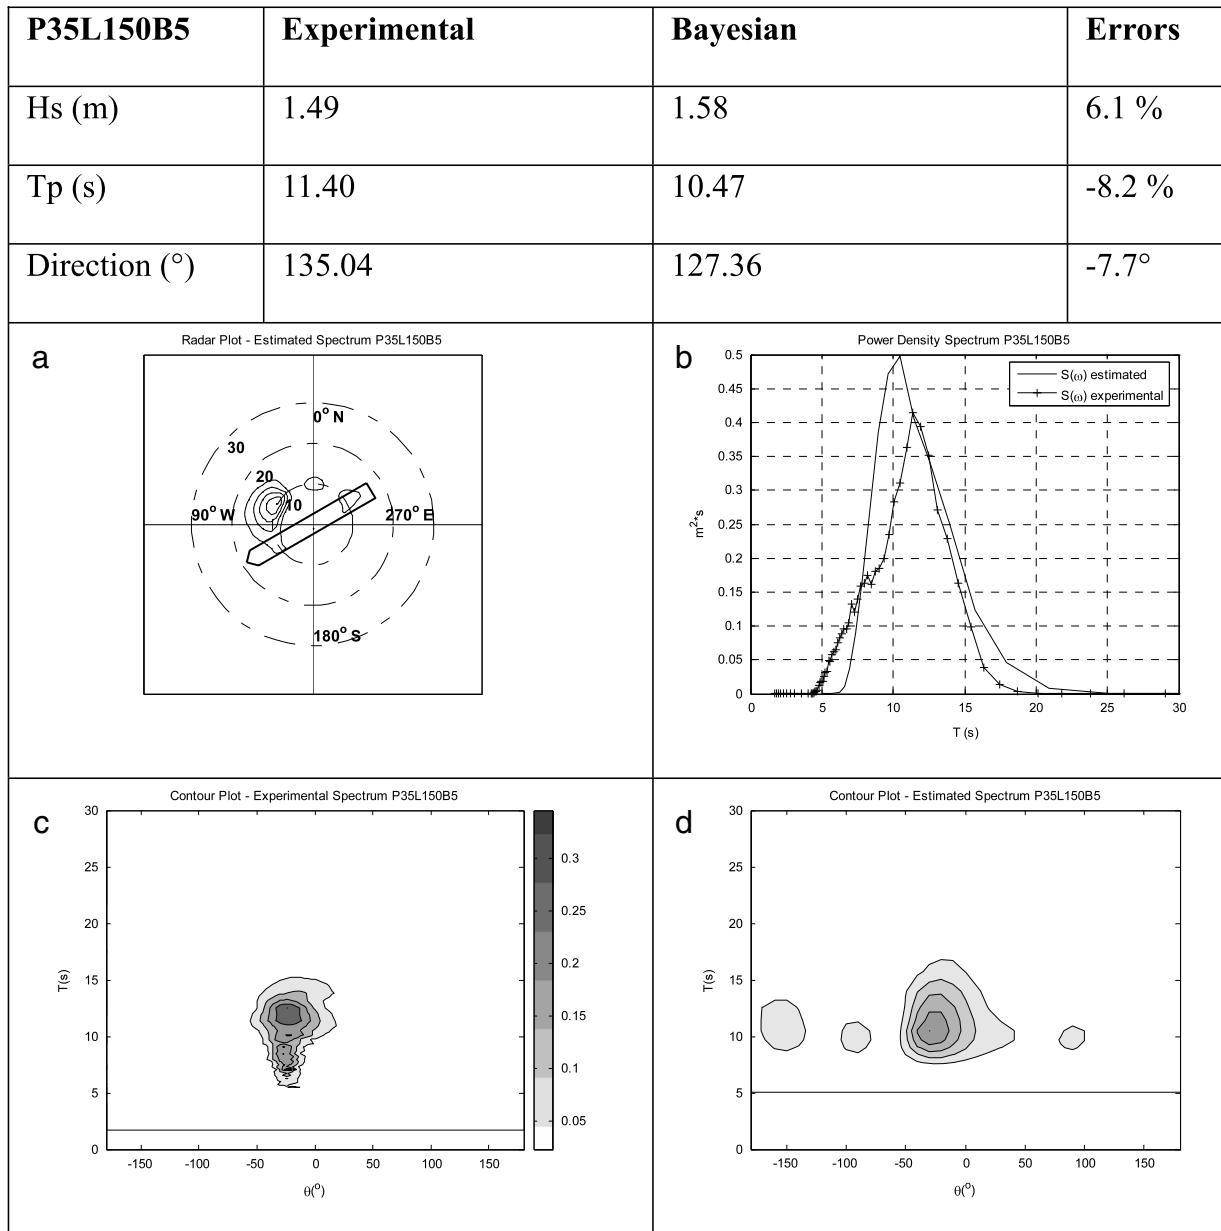 P35L150B5 Experimental Bayesian Errors
Hs (m) 1.49 1.58 6.1 %
Tp (s) 11.40 10.47 -8.2 %
Direction (°) 135.04 127.36 -7.7°
a
Radar Plot - Estimated Spectrum P35L150B5
0° N
30
20
10
90° W
270° E
180° S
b
Power Density Spectrum P35L150B5
S(ω) estimated
S(ω) experimental
0.5
0.45
0.4
0.35
0.3
0.25
0.2
0.15
0.1
0.05
0
m²*s
0 5 10 15 20 25 30
T (s)
c
Contour Plot - Experimental Spectrum P35L150B5
30
25
20
15
10
5
0
T(s)
-150 -100 -50 0 50 100 150
θ(°)
0.3
0.25
0.2
0.15
0.1
0.05
d
Contour Plot - Estimated Spectrum P35L150B5
30
25
20
15
10
5
0
T(s)
-150 -100 -50 0 50 100 150
θ(°)